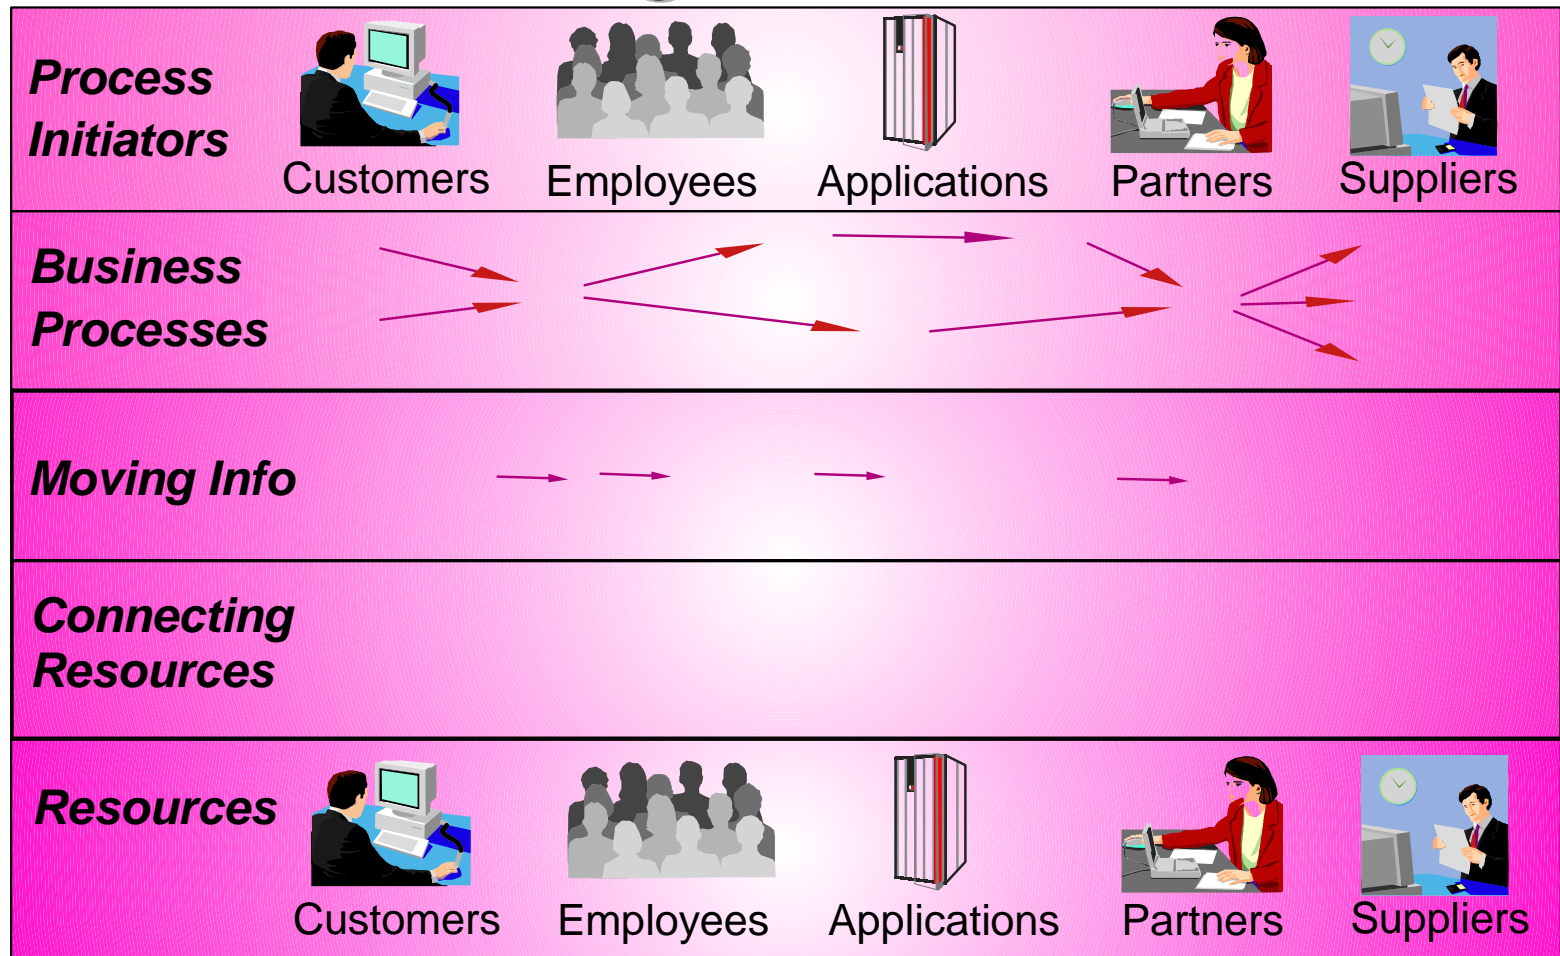 Process
Initiators
Customers
Employees
Applications
Partners
Suppliers
Business
Processes
Moving Info
Connecting
Resources
Resources
Customers
Employees
Applications
Partners
Suppliers